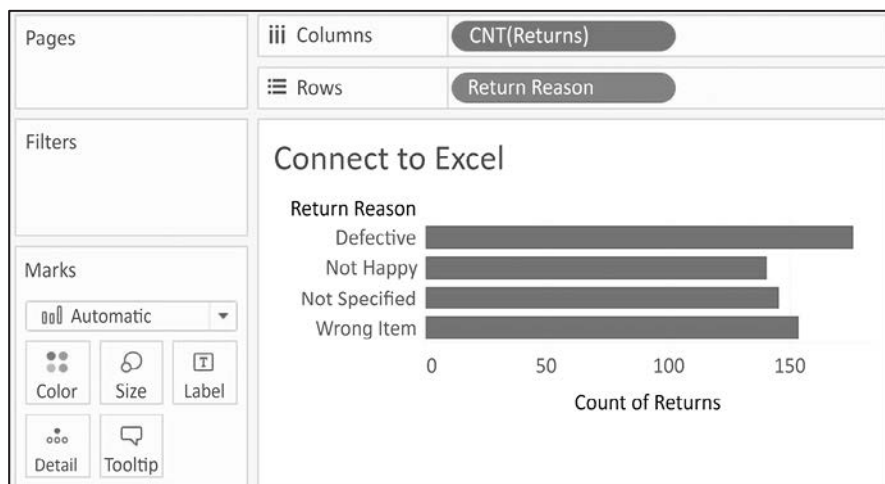 Pages
Columns
CNT(Returns)
Rows
Return Reason
Filters
Marks
Automatic
Color
Size
T
Label
Detail
Tooltip
Connect to Excel
Return Reason
Defective
Not Happy
Not Specified
Wrong Item
0 50 100 150
Count of Returns